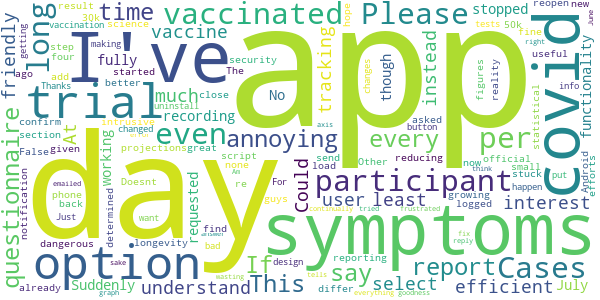 result 30k I've app time vaccinated Please stopped reopen new
vaccination science vaccine 50k June
making tests
friendly long getting step four instead though fine right useful
ago started fully close tracking figures info
add better The security No reality
Thanks uninstall hope changes functionality
trial much recording axis asked button statistical
confirm intrusive every per covid
section At even annoying reducing official
False given changed projections great send Other now small Android
questionnaire working script none load user least stuck efforts
notification phone Doesnt Am re Could participant growing put
back requested For logged happen
Just determined want guys find interest
emailed day symptoms tried continually frustrated think
dangerous longevity bad design reporting
option If say report Cases fix
already Suddenly This select efficient July reply
understand differ
sake wasting tells everything goodness
graph